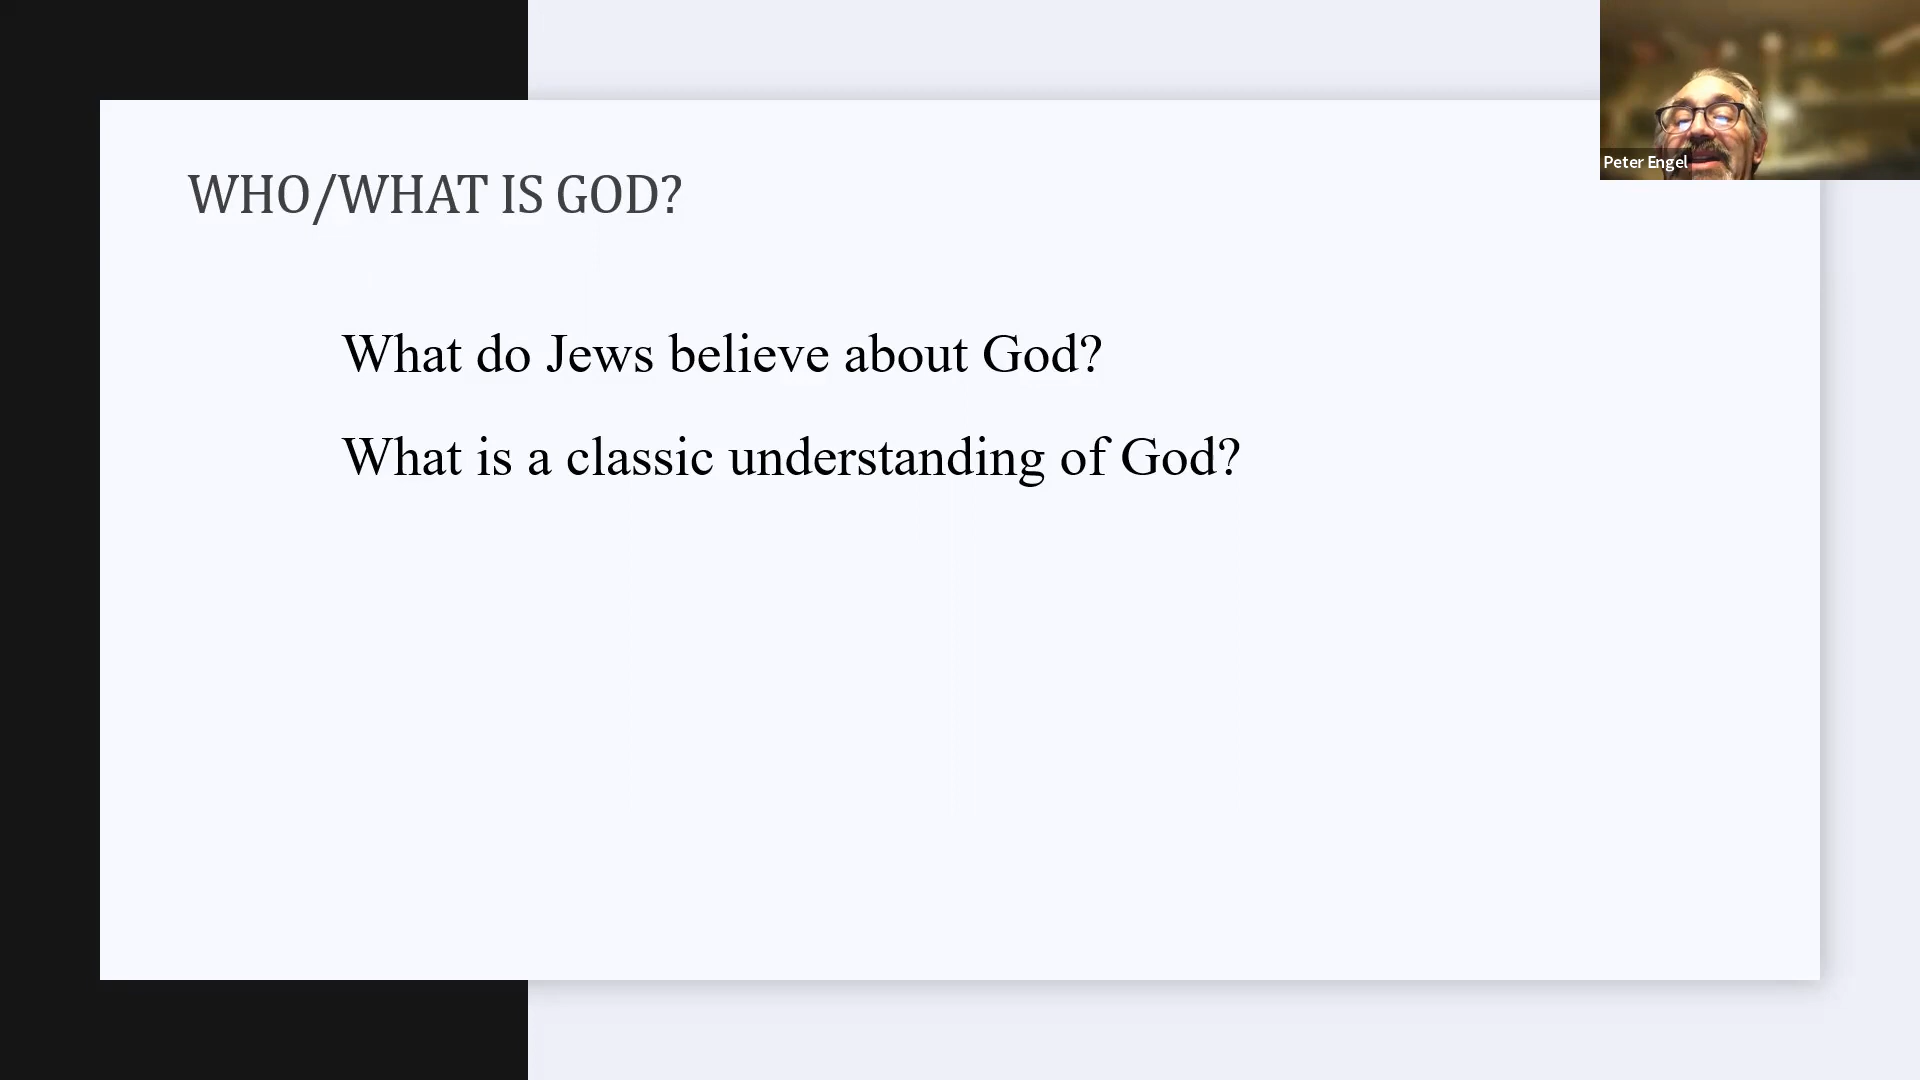 WHO/WHAT IS GOD?
What do Jews believe about God?
What is a classic understanding of God?
Peter Engel